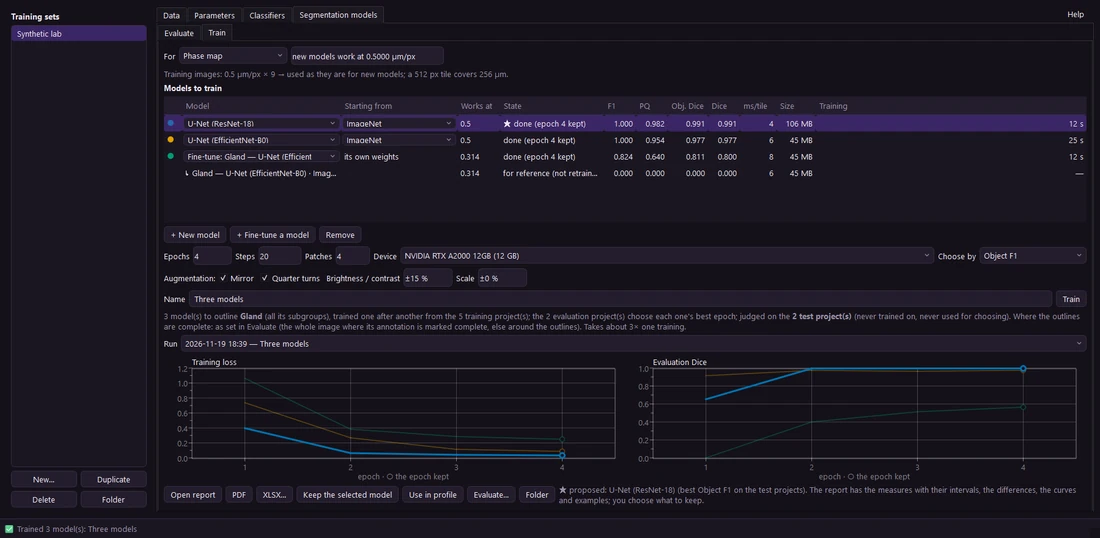 Training sets
Synthetic lab
Data Parameters Classifiers Segmentation models Help
Evaluate Train
For Phase map new models work at 0.5000 µm/px
Training images: 0.5 µm/px × 9 → used as they are for new models; a 512 px tile covers 256 µm.
Models to train
Model Starting from Works at State F1 PQ Obj. Dice Dice ms/tile Size Training
U-Net (ResNet-18) ImageNet 0.5 ★ done (epoch 4 kept) 1.000 0.982 0.991 0.991 4 106 MB 12 s
U-Net (EfficientNet-B0) ImageNet 0.5 done (epoch 4 kept) 1.000 0.954 0.977 0.977 6 45 MB 25 s
Fine-tune: Gland — U-Net (Efficient its own weights 0.314 done (epoch 4 kept) 0.824 0.640 0.811 0.800 8 45 MB 12 s
↳ Gland — U-Net (EfficientNet-B0) · Imag... 0.314 for reference (not retrain... 0.000 0.000 0.000 0.000 6 45 MB —
+ New model + Fine-tune a model Remove
Epochs 4 Steps 20 Patches 4 Device NVIDIA RTX A2000 12GB (12 GB) Choose by Object F1
Augmentation: ✓ Mirror ✓ Quarter turns Brightness / contrast ±15 % Scale ±0 %
Name Three models Train
3 model(s) to outline Gland (all its subgroups), trained one after another from the 5 training project(s); the 2 evaluation project(s) choose each one's best epoch; judged on the 2 test project(s) (never trained on, never used for choosing). Where the outlines
are complete: as set in Evaluate (the whole image where its annotation is marked complete, else around the outlines). Takes about 3× one training.
Run 2026-11-19 18:39 — Three models
Training loss
1.2
1.0
0.8
0.6
0.4
0.2
0.0
1 2 3 4
epoch · ○ the epoch kept
Evaluation Dice
1.0
0.8
0.6
0.4
0.2
0.0
1 2 3 4
epoch · ○ the epoch kept
New... Duplicate
Delete Folder
Open report PDF XLSX... Keep the selected model Use in profile Evaluate... Folder
★ proposed: U-Net (ResNet-18) (best Object F1 on the test projects). The report has the measures with their intervals, the differences, the curves
and examples; you choose what to keep.
✅ Trained 3 model(s): Three models